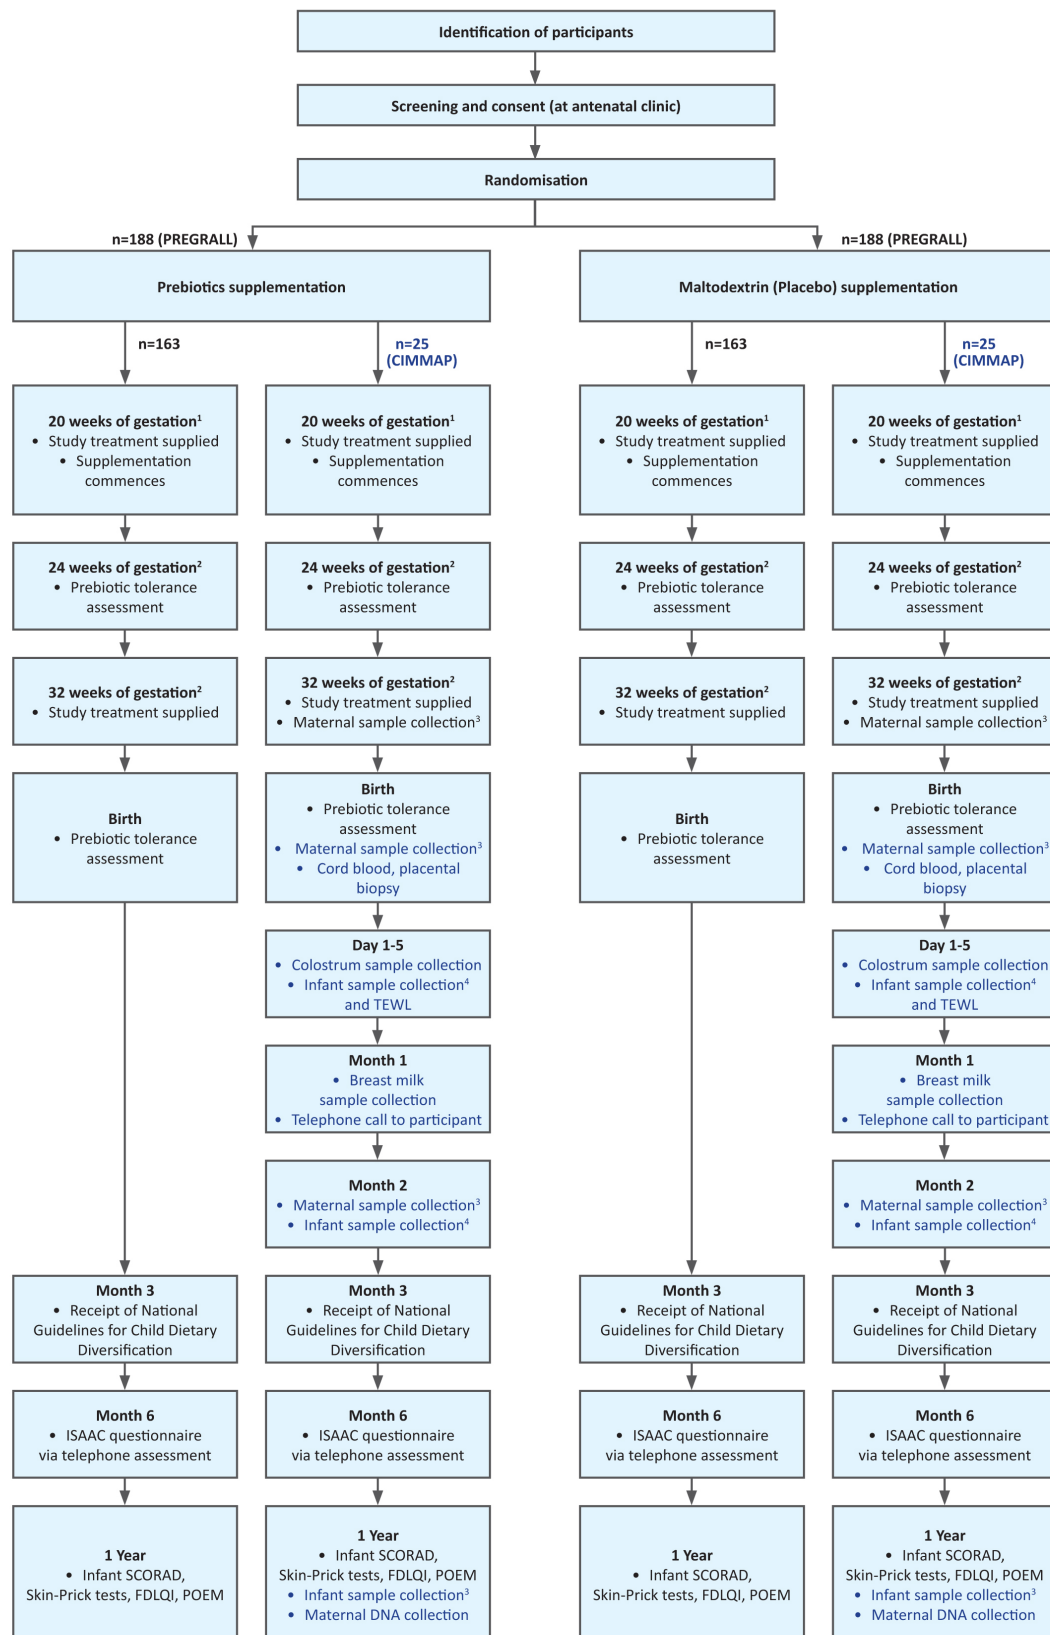 Identification of participants
Screening and consent (at antenatal clinic)
Randomisation
n=188 (PREGRALL)
Prebiotics supplementation
n=163
n=25
(CIMMAP)
20 weeks of gestation¹
• Study treatment supplied
• Supplementation
commences
24 weeks of gestation²
• Prebiotic tolerance
assessment
32 weeks of gestation²
• Study treatment supplied
Birth
• Prebiotic tolerance
assessment
Month 3
• Receipt of National
Guidelines for Child Dietary
Diversification
Month 6
• ISAAC questionnaire
via telephone assessment
1 Year
• Infant SCORAD,
Skin-Prick tests, FDLQI, POEM
20 weeks of gestation¹
• Study treatment supplied
• Supplementation
commences
24 weeks of gestation²
• Prebiotic tolerance
assessment
32 weeks of gestation²
• Study treatment supplied
• Maternal sample collection³
Birth
• Prebiotic tolerance
assessment
• Maternal sample collection³
• Cord blood, placental
biopsy
Day 1-5
• Colostrum sample collection
• Infant sample collection⁴
and TEWL
Month 1
• Breast milk
sample collection
• Telephone call to participant
Month 2
• Maternal sample collection³
• Infant sample collection⁴
Month 3
• Receipt of National
Guidelines for Child Dietary
Diversification
Month 6
• ISAAC questionnaire
via telephone assessment
1 Year
• Infant SCORAD,
Skin-Prick tests, FDLQI, POEM
• Infant sample collection³
• Maternal DNA collection
n=188 (PREGRALL)
Maltodextrin (Placebo) supplementation
n=163
n=25
(CIMMAP)
20 weeks of gestation¹
• Study treatment supplied
• Supplementation
commences
24 weeks of gestation²
• Prebiotic tolerance
assessment
32 weeks of gestation²
• Study treatment supplied
Birth
• Prebiotic tolerance
assessment
Month 3
• Receipt of National
Guidelines for Child Dietary
Diversification
Month 6
• ISAAC questionnaire
via telephone assessment
1 Year
• Infant SCORAD,
Skin-Prick tests, FDLQI, POEM
20 weeks of gestation¹
• Study treatment supplied
• Supplementation
commences
24 weeks of gestation²
• Prebiotic tolerance
assessment
32 weeks of gestation²
• Study treatment supplied
• Maternal sample collection³
Birth
• Prebiotic tolerance
assessment
• Maternal sample collection³
• Cord blood, placental
biopsy
Day 1-5
• Colostrum sample collection
• Infant sample collection⁴
and TEWL
Month 1
• Breast milk
sample collection
• Telephone call to participant
Month 2
• Maternal sample collection³
• Infant sample collection⁴
Month 3
• Receipt of National
Guidelines for Child Dietary
Diversification
Month 6
• ISAAC questionnaire
via telephone assessment
1 Year
• Infant SCORAD,
Skin-Prick tests, FDLQI, POEM
• Infant sample collection³
• Maternal DNA collection